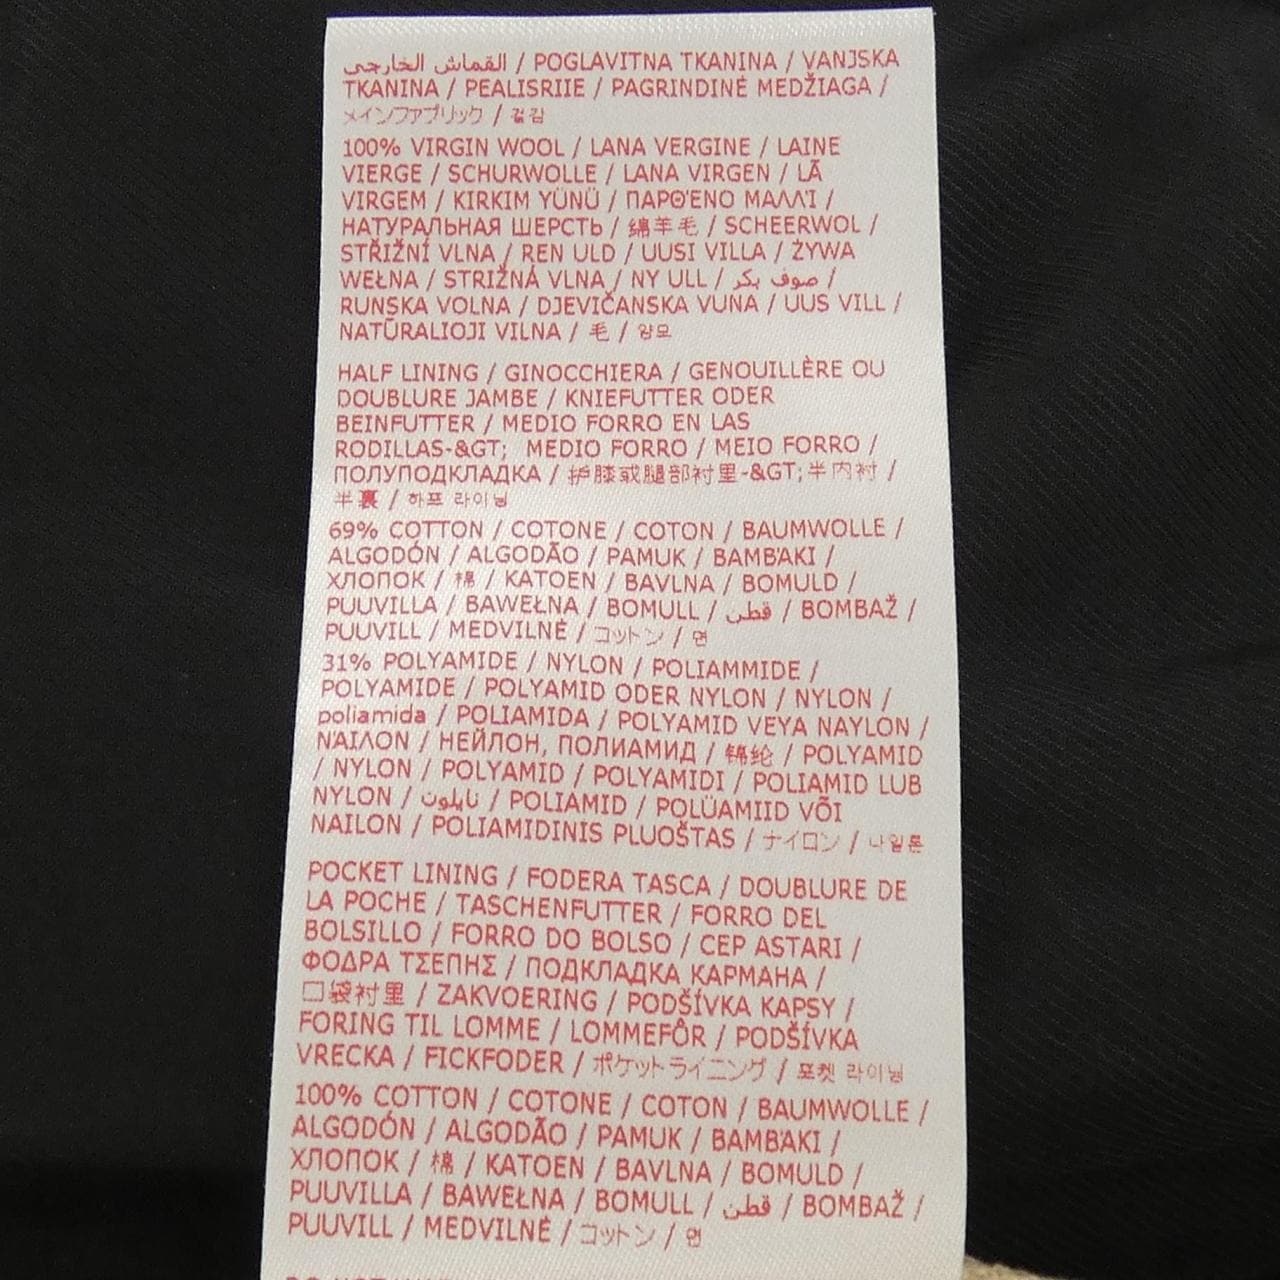 القماش الخارجي / POGLAVITNA TKANINA / VANJSKA
TKANINA / PEALISRIIE / PAGRINDINĖ MEDŽIAGA /
メインファブリック / 겉감
100% VIRGIN WOOL / LANA VERGINE / LAINE
VIERGE / SCHURWOLLE / LANA VIRGEN / LÃ
VIRGEM / KIRKIM YÜNÜ / ΠΑΡΘΈΝΟ ΜΑΛΛΊ /
НАТУРАЛЬНАЯ ШЕРСТЬ / 绵羊毛 / SCHEERWOL /
STŘIŽNÍ VLNA / REN ULD / UUSI VILLA / ŻYWA
WEŁNA / STRIŽNÁ VLNA / NY ULL / صوف بكر /
RUNSKA VOLNA / DJEVIČANSKA VUNA / UUS VILL /
NATŪRALIOJI VILNA / 毛 / 양모
HALF LINING / GINOCCHIERA / GENOUILLÈRE OU
DOUBLURE JAMBE / KNIEFUTTER ODER
BEINFUTTER / MEDIO FORRO EN LAS
RODILLAS-&GT; MEDIO FORRO / MEIO FORRO /
ПОЛУПОДКЛАДКА / 护膝或腿部衬里-&GT;半内衬 /
半裏 / 하프 라이닝
69% COTTON / COTONE / COTON / BAUMWOLLE /
ALGODÓN / ALGODÃO / PAMUK / ΒΑΜΒΆΚΙ /
ХЛОПОК / 棉 / KATOEN / BAVLNA / BOMULD /
PUUVILLA / BAWEŁNA / BOMULL / قطن / BOMBAŽ /
PUUVILL / MEDVILNĖ / コットン / 면
31% POLYAMIDE / NYLON / POLIAMMIDE /
POLYAMIDE / POLYAMID ODER NYLON / NYLON /
poliamida / POLIAMIDA / POLYAMID VEYA NAYLON /
ΝΆΙΛΟΝ / НЕЙЛОН, ПОЛИАМИД / 锦纶 / POLYAMID
/ NYLON / POLYAMID / POLYAMIDI / POLIAMID LUB
NYLON / نايلون / POLIAMID / POLÜAMIID VÕI
NAILON / POLIAMIDINIS PLUOŠTAS / ナイロン / 나일론
POCKET LINING / FODERA TASCA / DOUBLURE DE
LA POCHE / TASCHENFUTTER / FORRO DEL
BOLSILLO / FORRO DO BOLSO / CEP ASTARI /
ΦΟΔΡΑ ΤΣΕΠΗΣ / ПОДКЛАДКА КАРМАНА /
口袋衬里 / ZAKVOERING / PODŠÍVKA KAPSY /
FORING TIL LOMME / LOMMEFÔR / PODŠÍVKA
VRECKA / FICKFODER / ポケットライニング / 포켓 라이닝
100% COTTON / COTONE / COTON / BAUMWOLLE /
ALGODÓN / ALGODÃO / PAMUK / ΒΑΜΒΆΚΙ /
ХЛОПОК / 棉 / KATOEN / BAVLNA / BOMULD /
PUUVILLA / BAWEŁNA / BOMULL / قطن / BOMBAŽ /
PUUVILL / MEDVILNĖ / コットン / 면